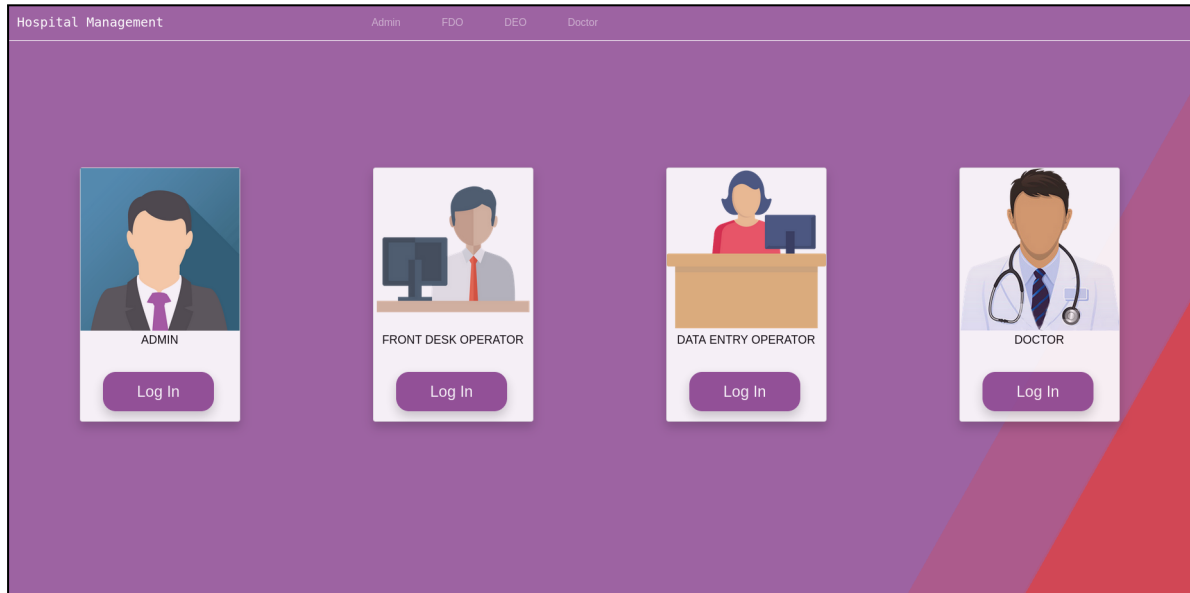 Hospital Management Admin FDO DEO Doctor
ADMIN
Log In
FRONT DESK OPERATOR
Log In
DATA ENTRY OPERATOR
Log In
DOCTOR
Log In